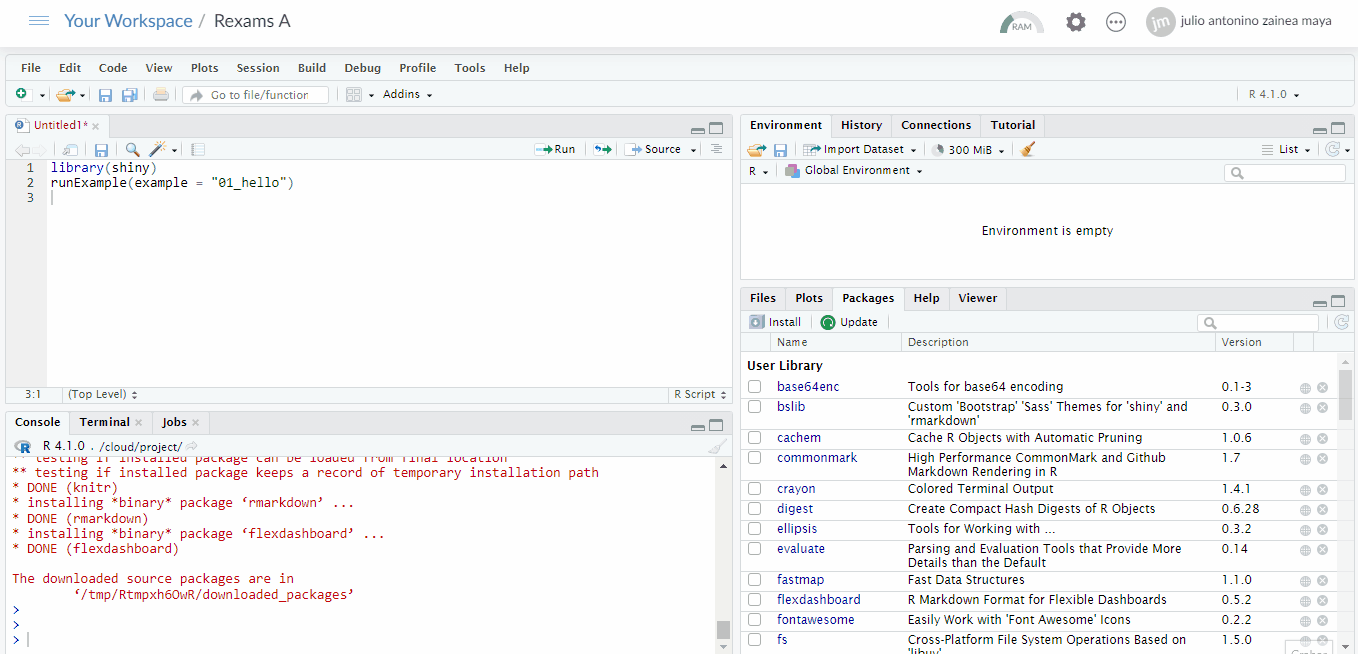 Your Workspace / Rexams A
RAM
jm
julio antonino zainea maya
File Edit Code View Plots Session Build Debug Profile Tools Help
Go to file/function
Addins
R 4.1.0
Untitled1*
Run
Source
1 library(shiny)
2 runExample(example = "01_hello")
3
3:1
(Top Level)
R Script
Console Terminal Jobs
R 4.1.0 . /cloud/project/
** testing if installed package can be loaded from final location
** testing if installed package keeps a record of temporary installation path
* DONE (knitr)
* installing *binary* package ‘rmarkdown’ ...
* DONE (rmarkdown)
* installing *binary* package ‘flexdashboard’ ...
* DONE (flexdashboard)
The downloaded source packages are in
‘/tmp/Rtmpxh6OwR/downloaded_packages’
>
>
>
Environment History Connections Tutorial
Import Dataset
300 MiB
List
R
Global Environment
Environment is empty
Files Plots Packages Help Viewer
Install
Update
Name Description Version
User Library
base64enc Tools for base64 encoding 0.1-3
bslib Custom 'Bootstrap' 'Sass' Themes for 'shiny' and 0.3.0
'rmarkdown'
cachem Cache R Objects with Automatic Pruning 1.0.6
commonmark High Performance CommonMark and Github 1.7
Markdown Rendering in R
crayon Colored Terminal Output 1.4.1
digest Create Compact Hash Digests of R Objects 0.6.28
ellipsis Tools for Working with ... 0.3.2
evaluate Parsing and Evaluation Tools that Provide More 0.14
Details than the Default
fastmap Fast Data Structures 1.1.0
flexdashboard R Markdown Format for Flexible Dashboards 0.5.2
fontawesome Easily Work with 'Font Awesome' Icons 0.2.2
fs Cross-Platform File System Operations Based on 1.5.0
'libuv'